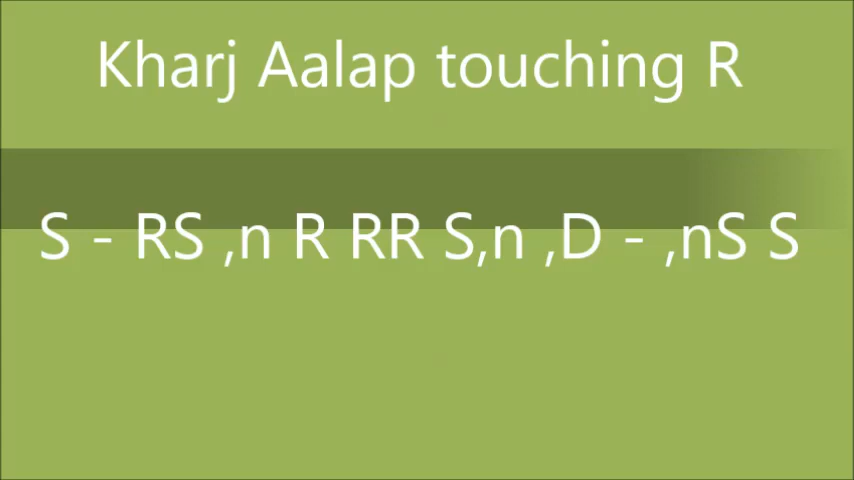 Kharj Aalap touching R
S - RS ,n R RR S,n ,D - ,nS S